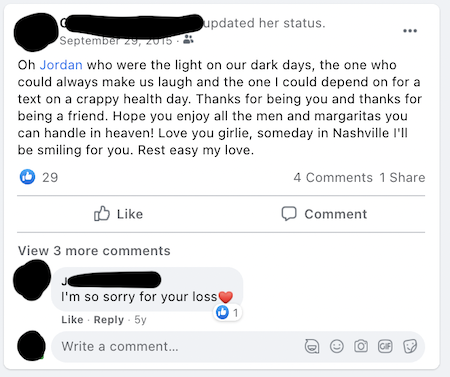 updated her status.
September 29, 2015 ·
Oh Jordan who were the light on our dark days, the one who
could always make us laugh and the one I could depend on for a
text on a crappy health day. Thanks for being you and thanks for
being a friend. Hope you enjoy all the men and margaritas you
can handle in heaven! Love you girlie, someday in Nashville I'll
be smiling for you. Rest easy my love.
29
4 Comments 1 Share
Like
Comment
View 3 more comments
I'm so sorry for your loss❤️
1
Like · Reply · 5y
Write a comment...
GIF